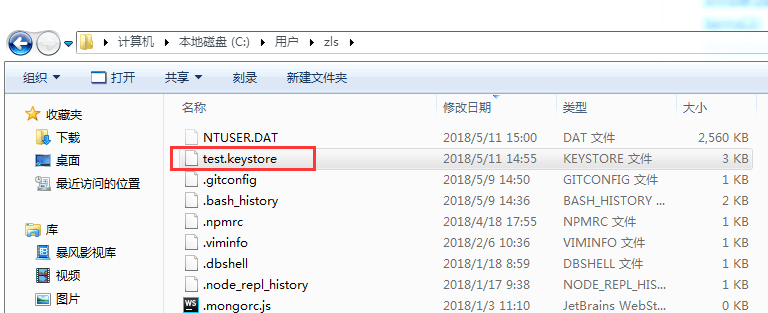 计算机 本地磁盘 (C:) 用户 zls
组织 打开 共享 刻录 新建文件夹
收藏夹
下载
桌面
最近访问的位置
库
暴风影视库
视频
图片
名称 修改日期 类型 大小
NTUSER.DAT 2018/5/11 15:00 DAT 文件 2,560 KB
test.keystore 2018/5/11 14:55 KEYSTORE 文件 3 KB
.gitconfig 2018/5/9 14:50 GITCONFIG 文件 1 KB
.bash_history 2018/5/9 14:36 BASH_HISTORY ... 2 KB
.npmrc 2018/4/18 17:55 NPMRC 文件 1 KB
.viminfo 2018/2/6 10:36 VIMINFO 文件 1 KB
.dbshell 2018/1/18 8:59 DBSHELL 文件 1 KB
.node_repl_history 2018/1/17 9:38 NODE_REPL_HIS... 1 KB
.mongorc.js 2018/1/3 11:10 JetBrains WebSt... 1 KB